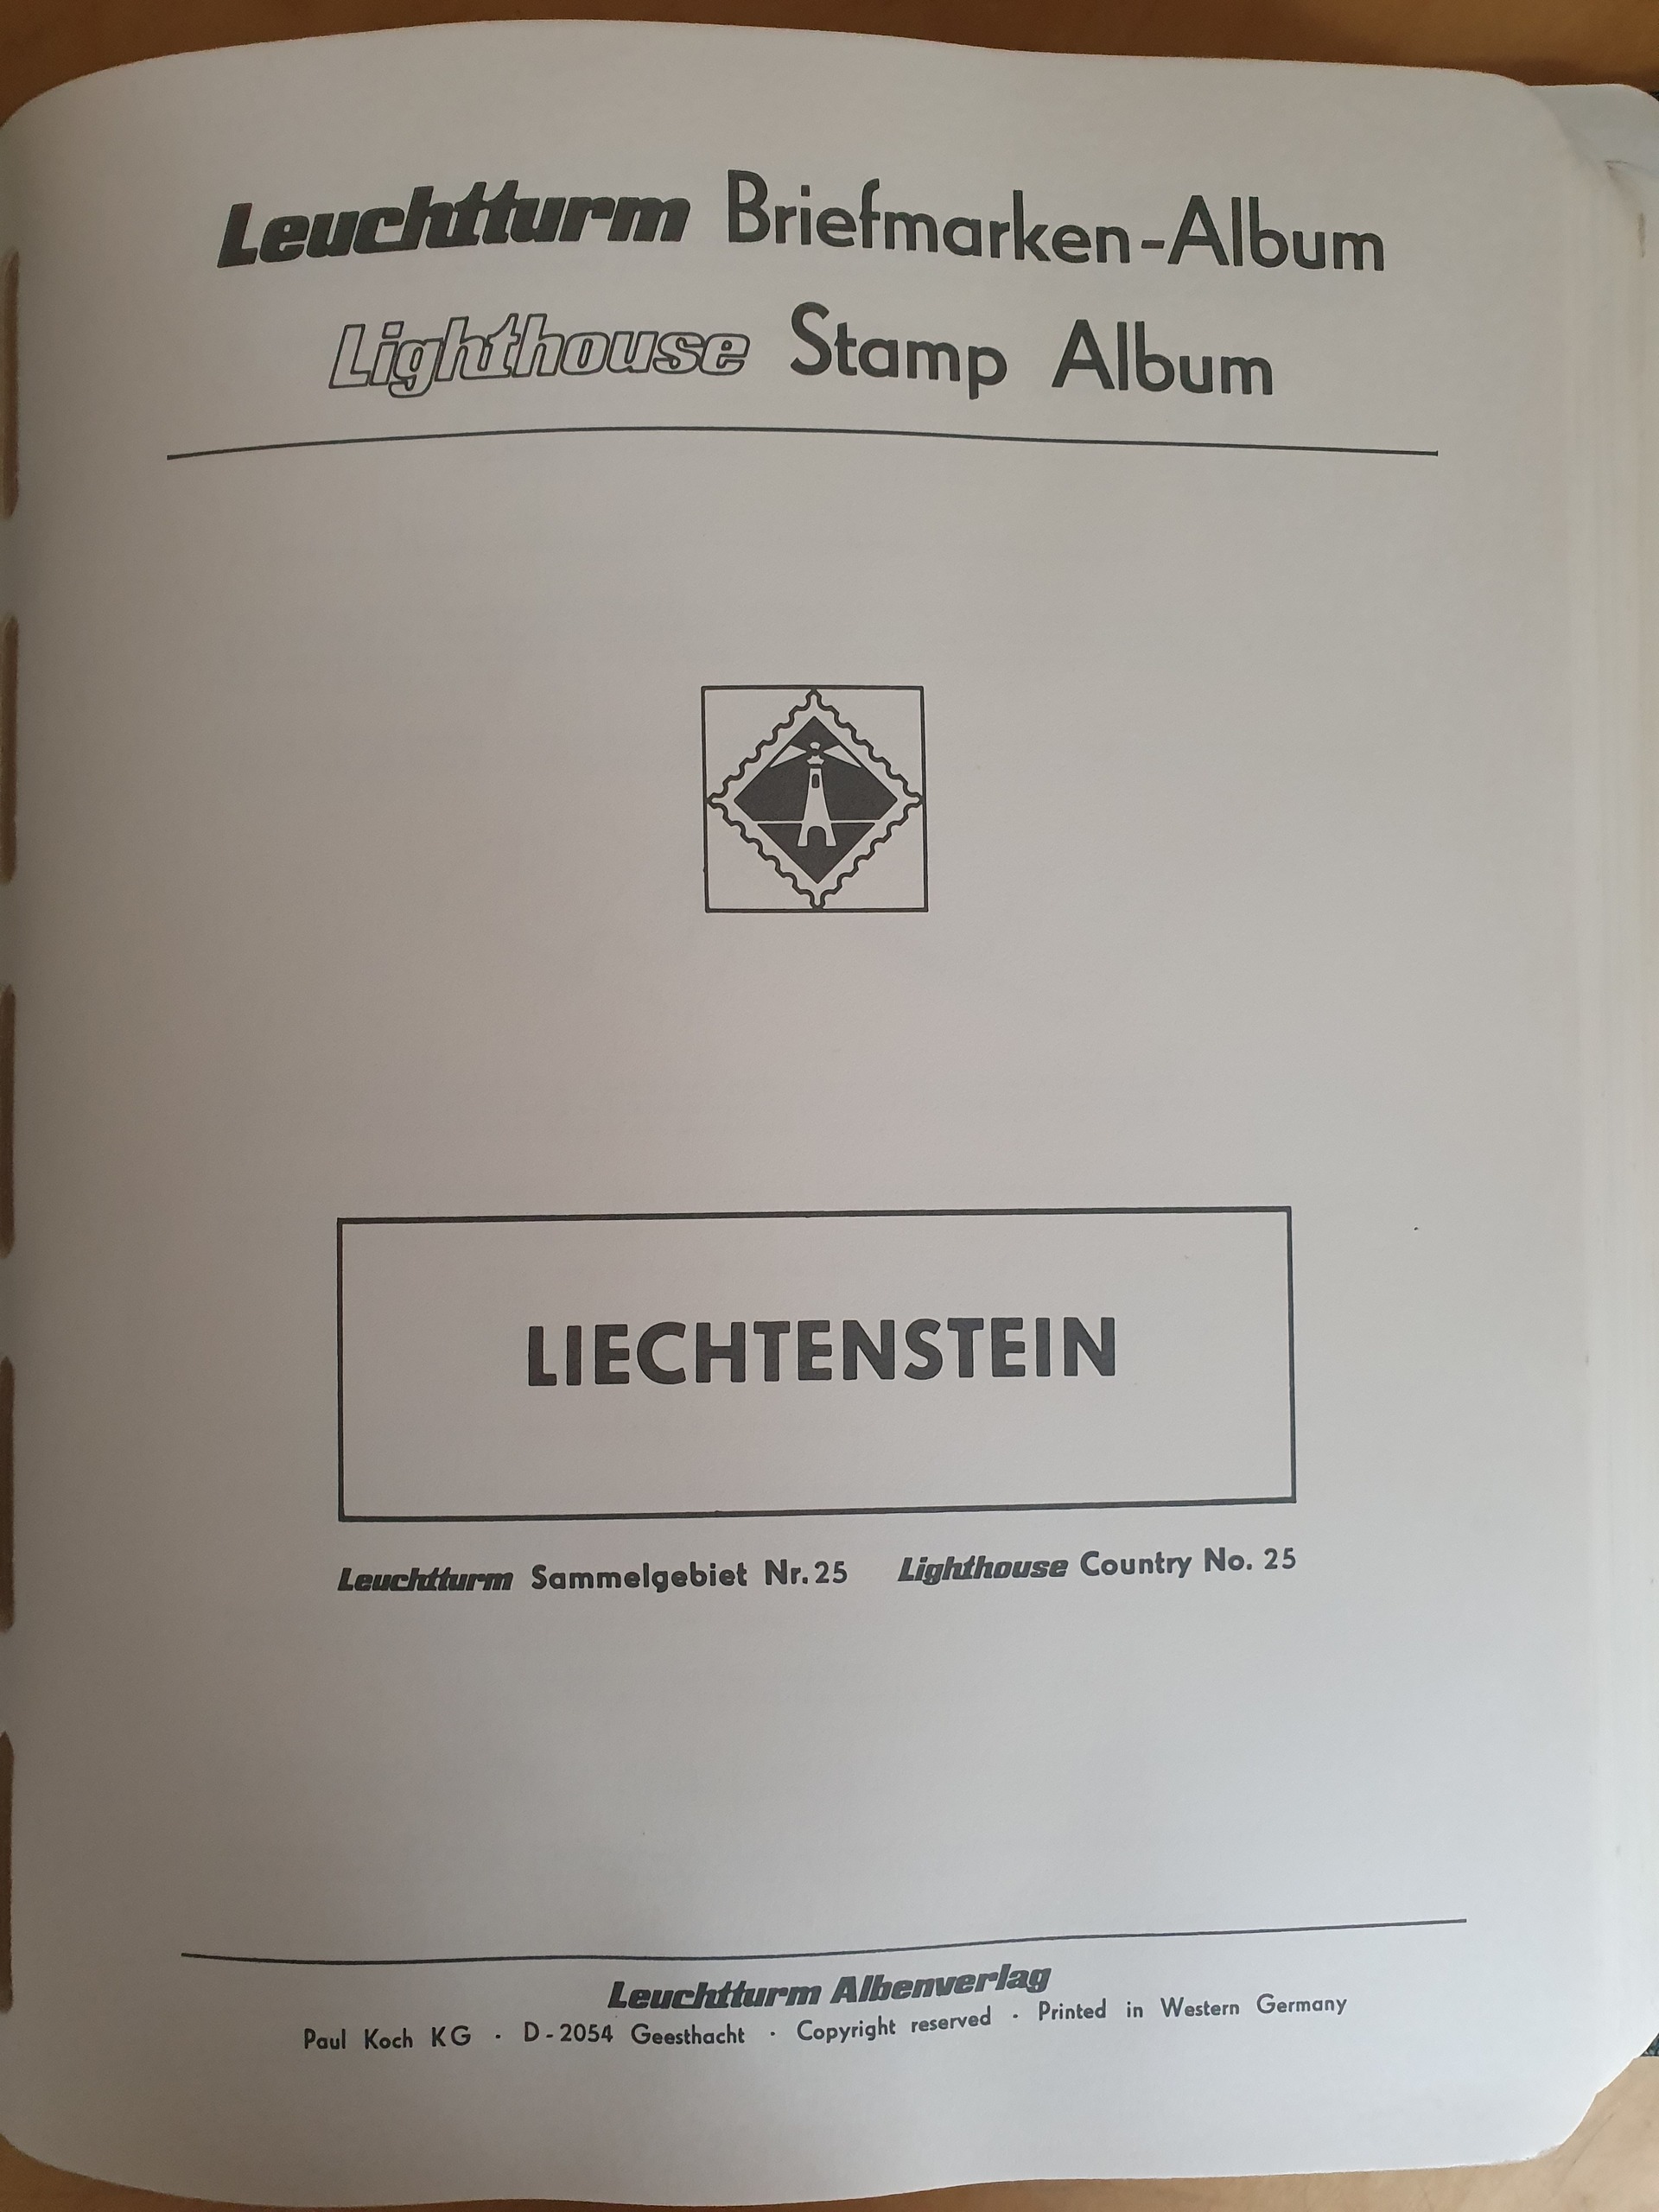 Leuchtturm Briefmarken-Album
Lighthouse Stamp Album
LIECHTENSTEIN
Leuchtturm Sammelgebiet Nr. 25 Lighthouse Country No. 25
Leuchtturm Albenverlag
Paul Koch KG · D-2054 Geesthacht · Copyright reserved · Printed in Western Germany